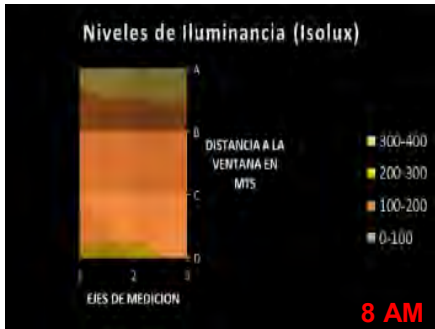 Niveles de Iluminancia (Isolux)
A
B
C
D
DISTANCIA A LA
VENTANA EN
MTS
300-400
200-300
100-200
0-100
1 2 3
EJES DE MEDICION
8 AM